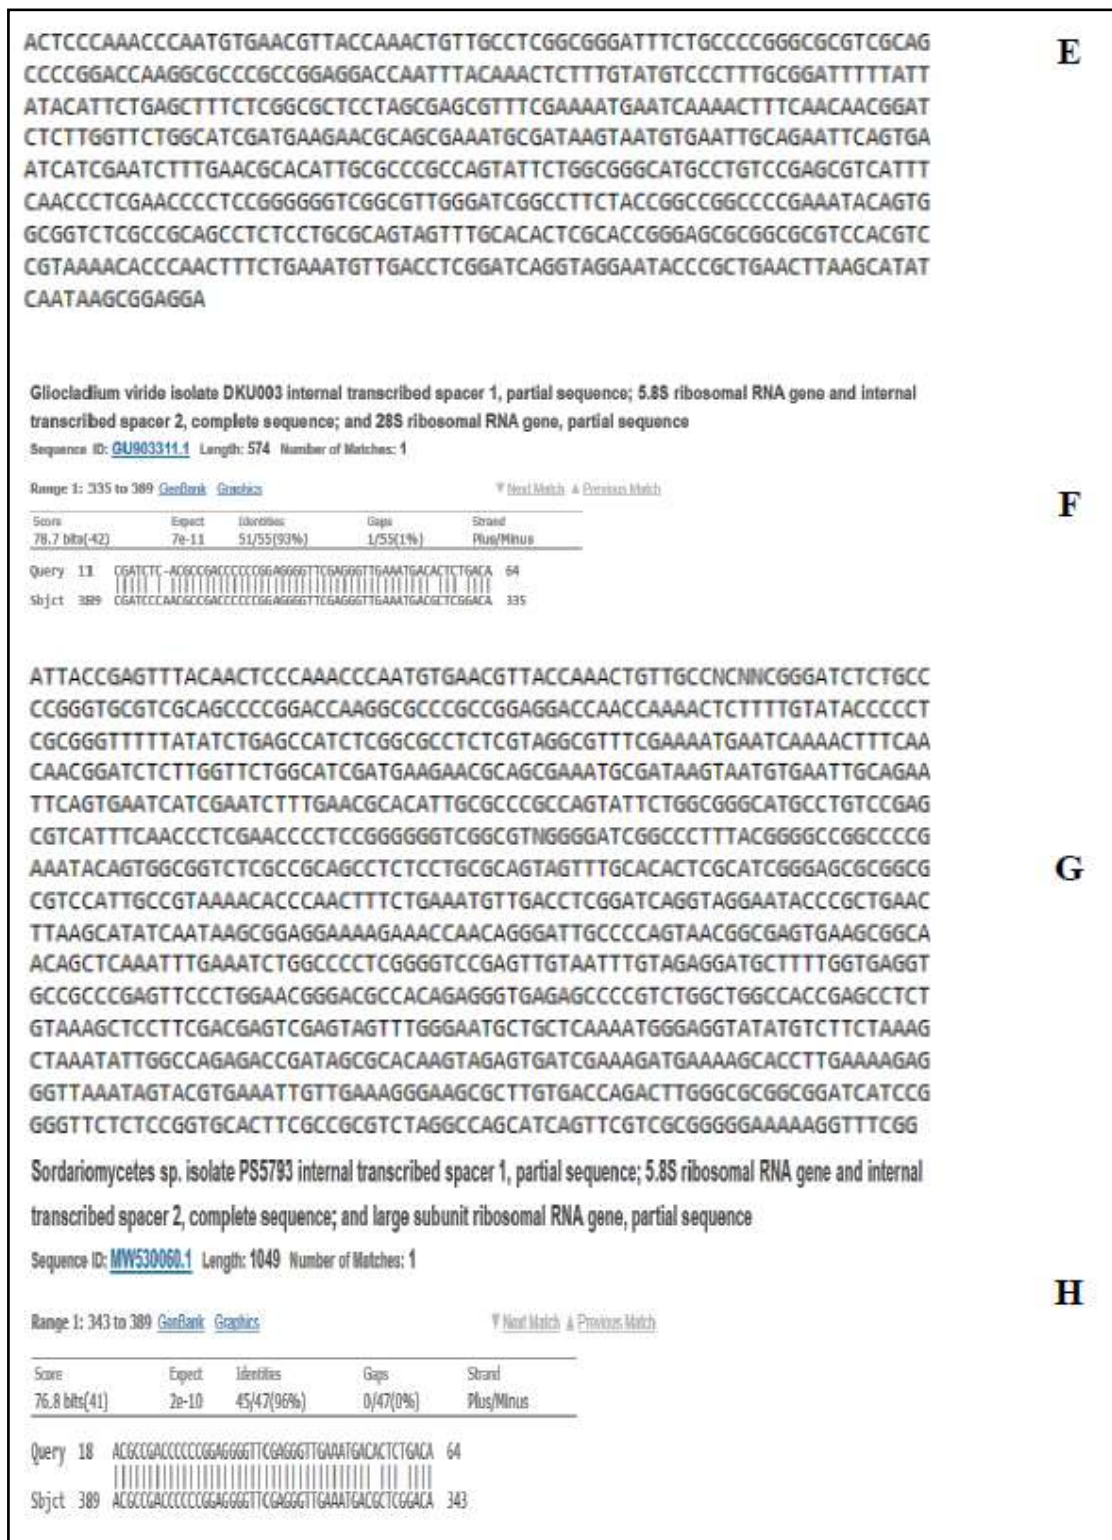 ACTCCCAAACCCAATGTGAACGTTACCAAACTGTTGCCTCGGCGGGATTTCTGCCCCGGGCGCGTCGCAG
E
CCCCGGACCAAGGCGCCCGCCGGAGGACCAATTTACAAACTCTTTGTATGTCCCTTTGCGGATTTTTTATT
ATACATTCTGAGCTTTCTCGGCGCTCCTAGCGAGCGTTTCGAAAATGAATCAAAACTTTCAACAACGGAT
CTCTTGGTTCTGGCATCGATGAAGAACGCAGCGAAATGCGATAAGTAATGTGAATTGCAGAATTCAGTGA
ATCATCGAATCTTTGAACGCACATTGCGCCCGCCAGTATTCTGGCGGGCATGCCTGTCCGAGCGTCATTT
CAACCCTCGAACCCCTCCGGGGGGTCGGCGTTGGGGATCGGCCTTCTACCGGCCGGCCCCGAAATACAGTG
GCGGTCTCGCCGCAGCCTCTCCTGCGCAGTAGTTTGCACACTCGCACCGGGAGCGCGGCGCGTCCACGTC
CGTAAAACACCCAACTTTCTGAAATGTTGACCTCGGATCAGGTAGGAATACCCGCTGAACTTAAGCATAT
CAATAAGCGGAGGA
Gliocladium viride isolate DKU003 internal transcribed spacer 1, partial sequence; 5.8S ribosomal RNA gene and internal
transcribed spacer 2, complete sequence; and 28S ribosomal RNA gene, partial sequence
Sequence ID: GU903311.1 Length: 574 Number of Matches: 1
Range 1: 335 to 389 GenBank Graphics ▼ Next Match ▲ Previous Match
F
Score Expect Identities Gaps Strand
78.7 bits(42) 7e-11 51/55(93%) 1/55(1%) Plus/Minus
Query 11 CGATCTC-ACGCCGACCCCCCGGAGGGGTTCGAGGGTTGAAATGACACTCTGACA 64
Sbjct 389 CGATCCCAACGCCGACCCCCCGGAGGGGTTCGAGGGTTGAAATGACGCTCGGACA 335
ATTACCGAGTTTACAACTCCCAAACCCAATGTGAACGTTACCAAACTGTTGCCNCNNCGGGATCTCTGCC
CCGGGTGCGTCGCAGCCCCGGACCAAGGCGCCCGCCGGAGGACCAACCAAAACTCTTTTGTATACCCCCT
CGCGGGTTTTTTATATCTGAGCCATCTCGGCGCCTCTCGTAGGCGTTTCGAAAATGAATCAAAACTTTCAA
CAACGGATCTCTTGGTTCTGGCATCGATGAAGAACGCAGCGAAATGCGATAAGTAATGTGAATTGCAGAA
TTCAGTGAATCATCGAATCTTTGAACGCACATTGCGCCCGCCAGTATTCTGGCGGGCATGCCTGTCCGAG
CGTCATTTCAACCCTCGAACCCCTCCGGGGGGTCGGCGTNGGGGATCGGCCCTTTACGGGGCCGGCCCCG
AAATACAGTGGCGGTCTCGCCGCAGCCTCTCCTGCGCAGTAGTTTGCACACTCGCATCGGGAGCGCGGCG
G
CGTCCATTGCCGTAAAACACCCAACTTTCTGAAATGTTGACCTCGGATCAGGTAGGAATACCCGCTGAAC
TTAAGCATATCAATAAGCGGAGGAAAAGAAACCAACAGGGATTGCCCCAGTAACGGCGAGTGAAGCGGCA
ACAGCTCAAATTTGAAATCTGGCCCCTCGGGGTCCGAGTTGTAATTTGTAGAGGATGCTTTTGGTGAGGT
GCCGCCCGAGTTCCCTGGAACGGGACGCCACAGAGGGTGAGAGCCCCGTCTGGCTGGCCACCGAGCCTCT
GTAAAGCTCCTTCGACGAGTCGAGTAGTTTGGGAATGCTGCTCAAAATGGGAGGTATATGTCTTCTAAAG
CTAAATATTGGCCAGAGACCGATAGCGCACAAGTAGAGTGATCGAAAGATGAAAAGCACCTTGAAAAGAG
GGTTAAATAGTACGTGAAATTGTTGAAAGGGAAGCGCTTGTGACCAGACTTGGGCGCGGCGGATCATCCG
GGGTTCTCTCCGGTGCACTTCGCCGCGTCTAGGCCAGCATCAGTTCGTCGCGGGGGAAAAAGGTTTCGG
Sordariomycetes sp. isolate PS5793 internal transcribed spacer 1, partial sequence; 5.8S ribosomal RNA gene and internal
transcribed spacer 2, complete sequence; and large subunit ribosomal RNA gene, partial sequence
Sequence ID: MW530060.1 Length: 1049 Number of Matches: 1
H
Range 1: 343 to 389 GenBank Graphics ▼ Next Match ▲ Previous Match
Score Expect Identities Gaps Strand
76.8 bits(41) 2e-10 45/47(96%) 0/47(0%) Plus/Minus
Query 18 ACGCCGACCCCCCGGAGGGGTTCGAGGGTTGAAATGACACTCTGACA 64
Sbjct 389 ACGCCGACCCCCCGGAGGGGTTCGAGGGTTGAAATGACGCTCGGACA 343